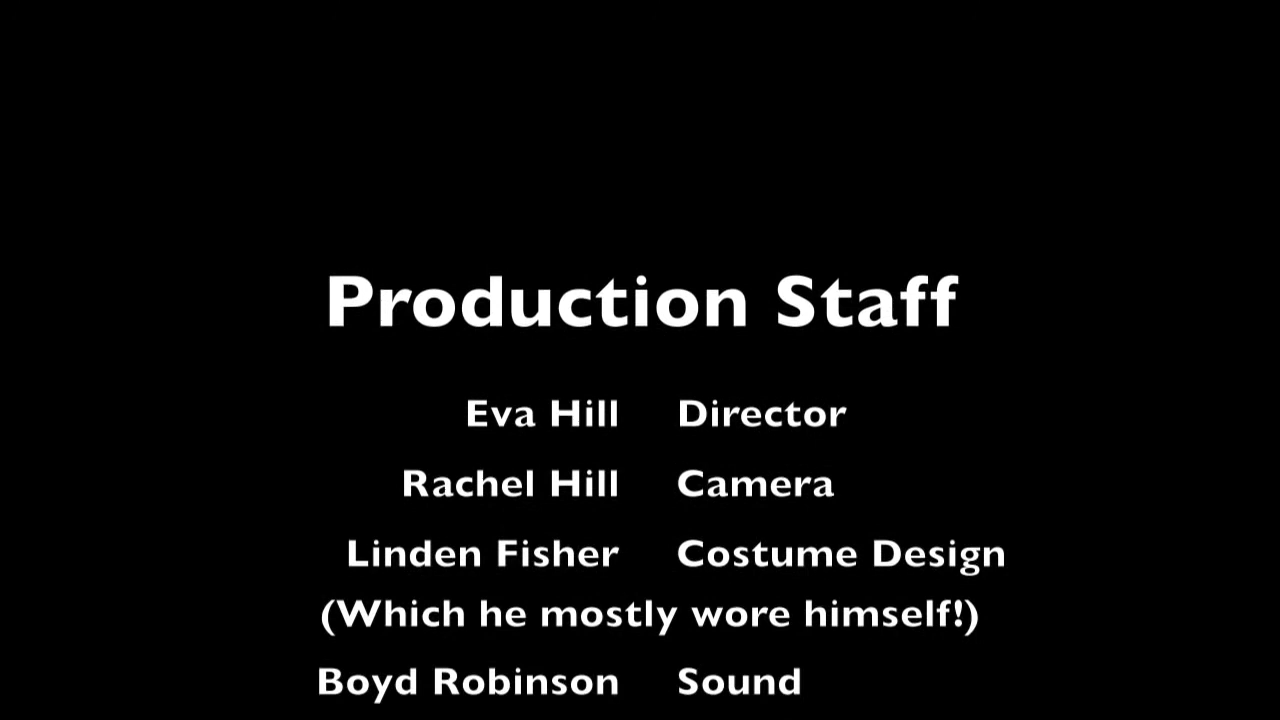 Production Staff
Eva Hill Director
Rachel Hill Camera
Linden Fisher Costume Design
(Which he mostly wore himself!)
Boyd Robinson Sound